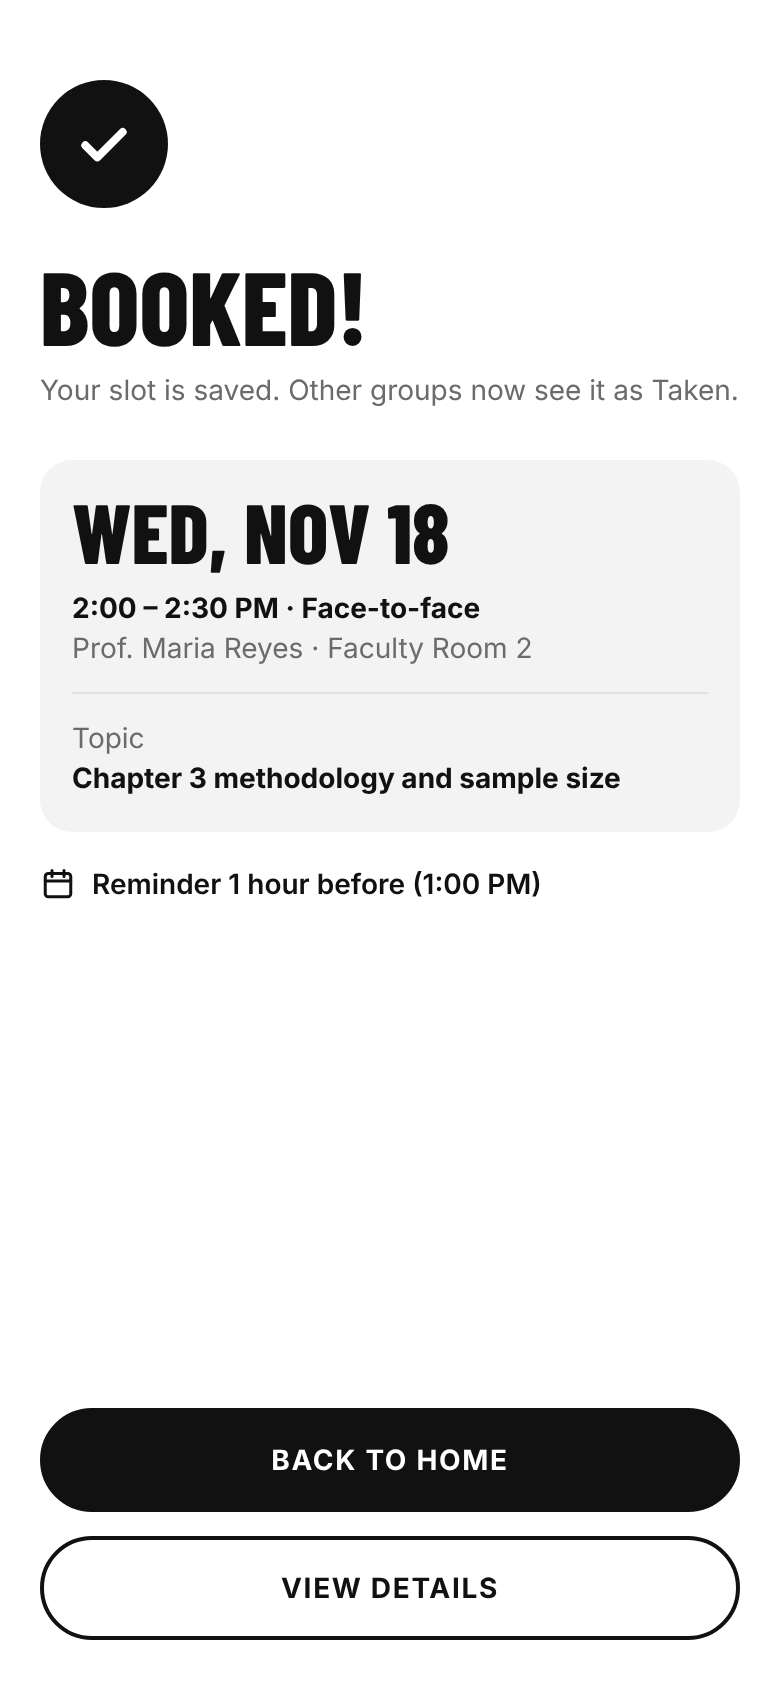 BOOKED!
Your slot is saved. Other groups now see it as Taken.
WED, NOV 18
2:00 – 2:30 PM · Face-to-face
Prof. Maria Reyes · Faculty Room 2
Topic
Chapter 3 methodology and sample size
Reminder 1 hour before (1:00 PM)
BACK TO HOME
VIEW DETAILS